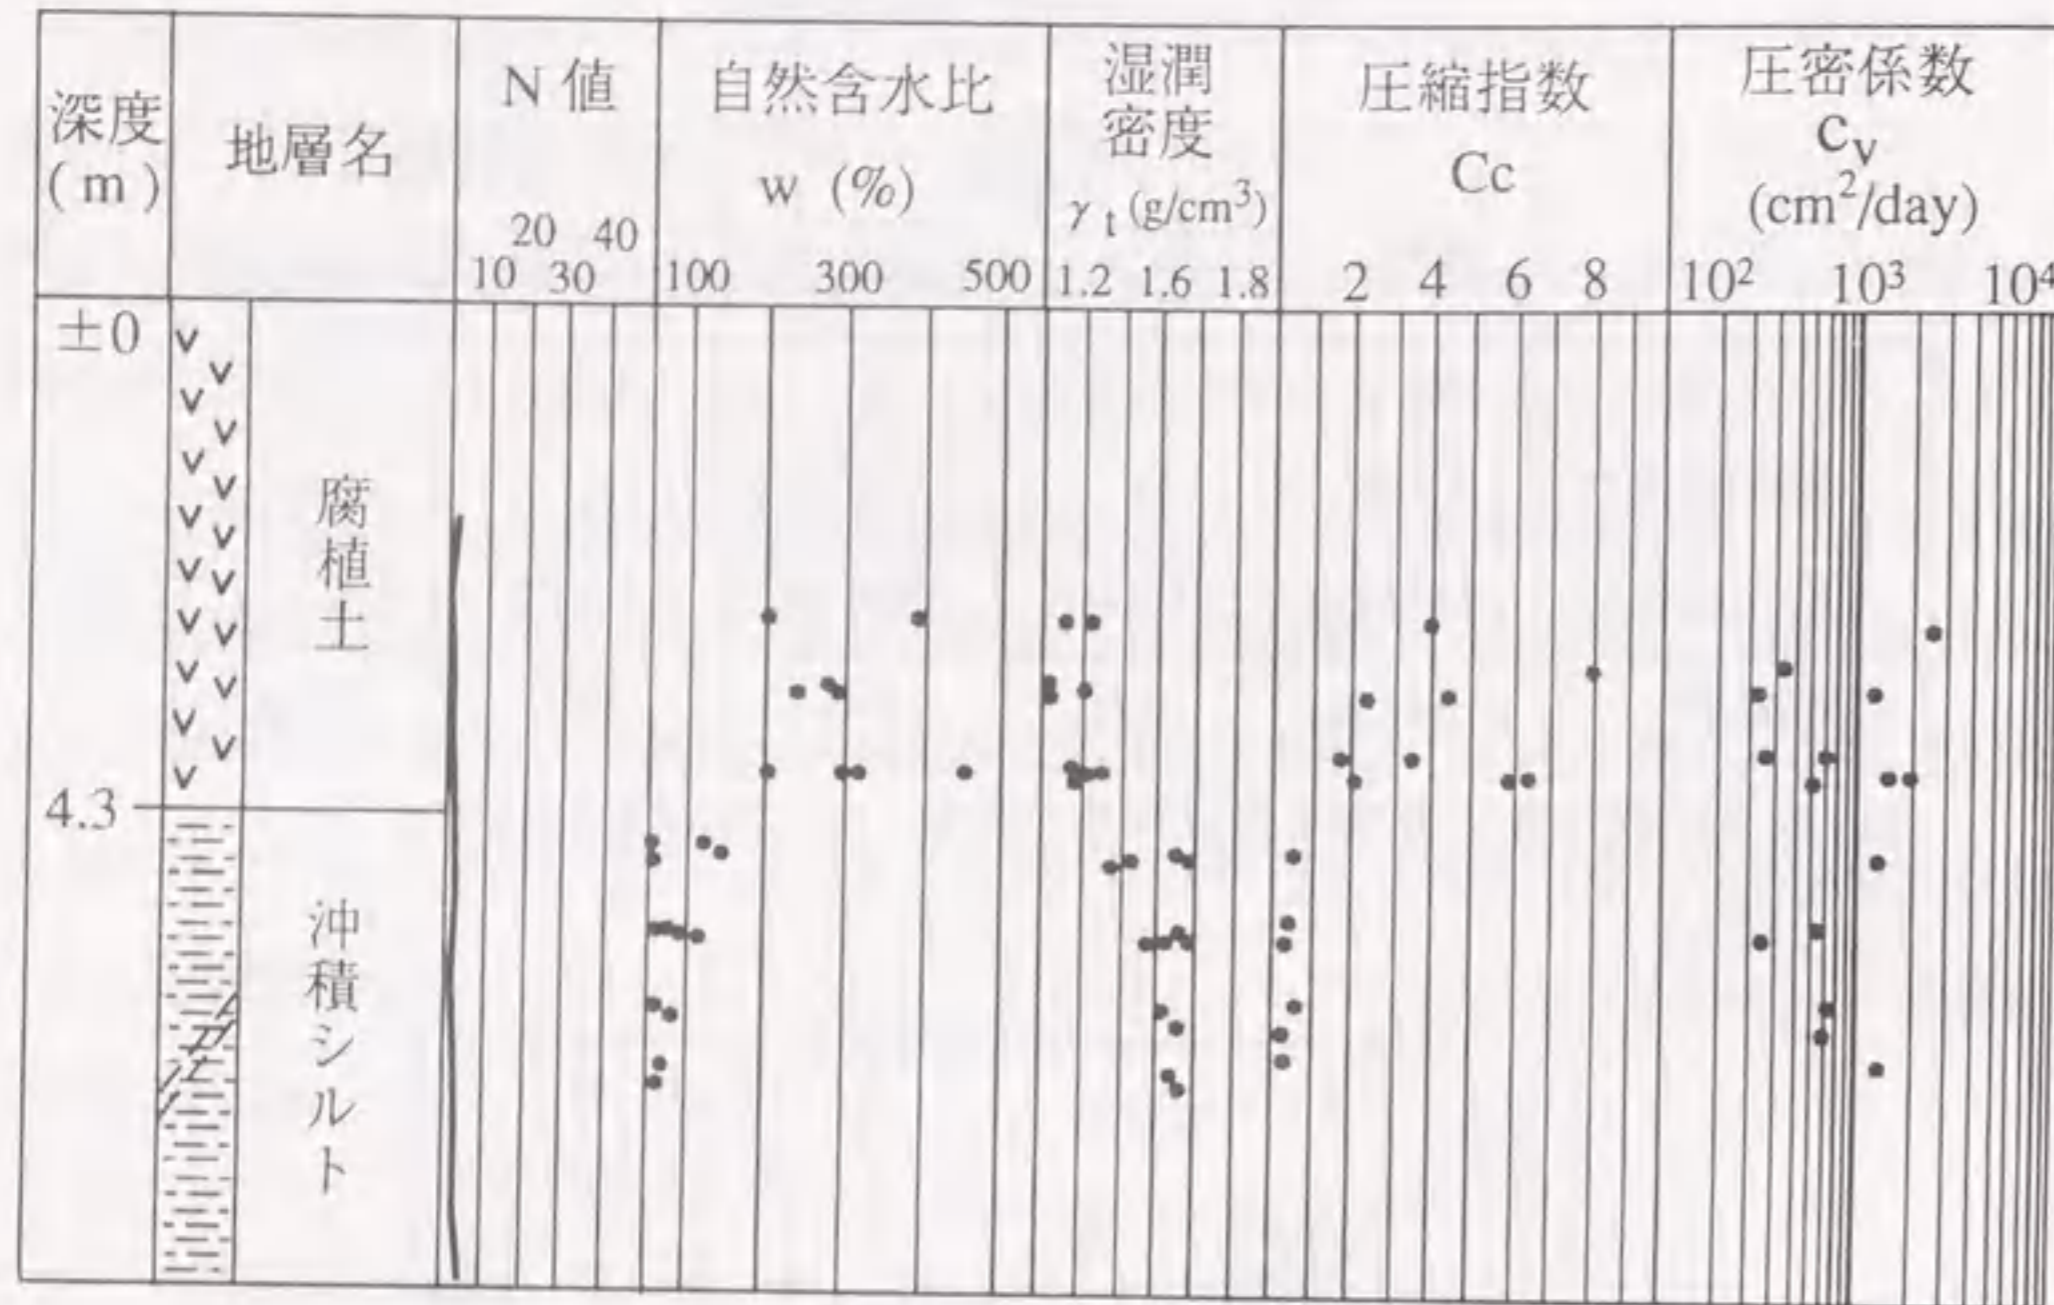 深度
(m)
地層名
N 値
20 40
10 30
自然含水比
w (%)
100 300 500
湿潤
密度
γt (g/cm³)
1.2 1.6 1.8
圧縮指数
Cc
2 4 6 8
圧密係数
cv
(cm²/day)
10² 10³ 10⁴
±0
腐植土
4.3
沖積シルト